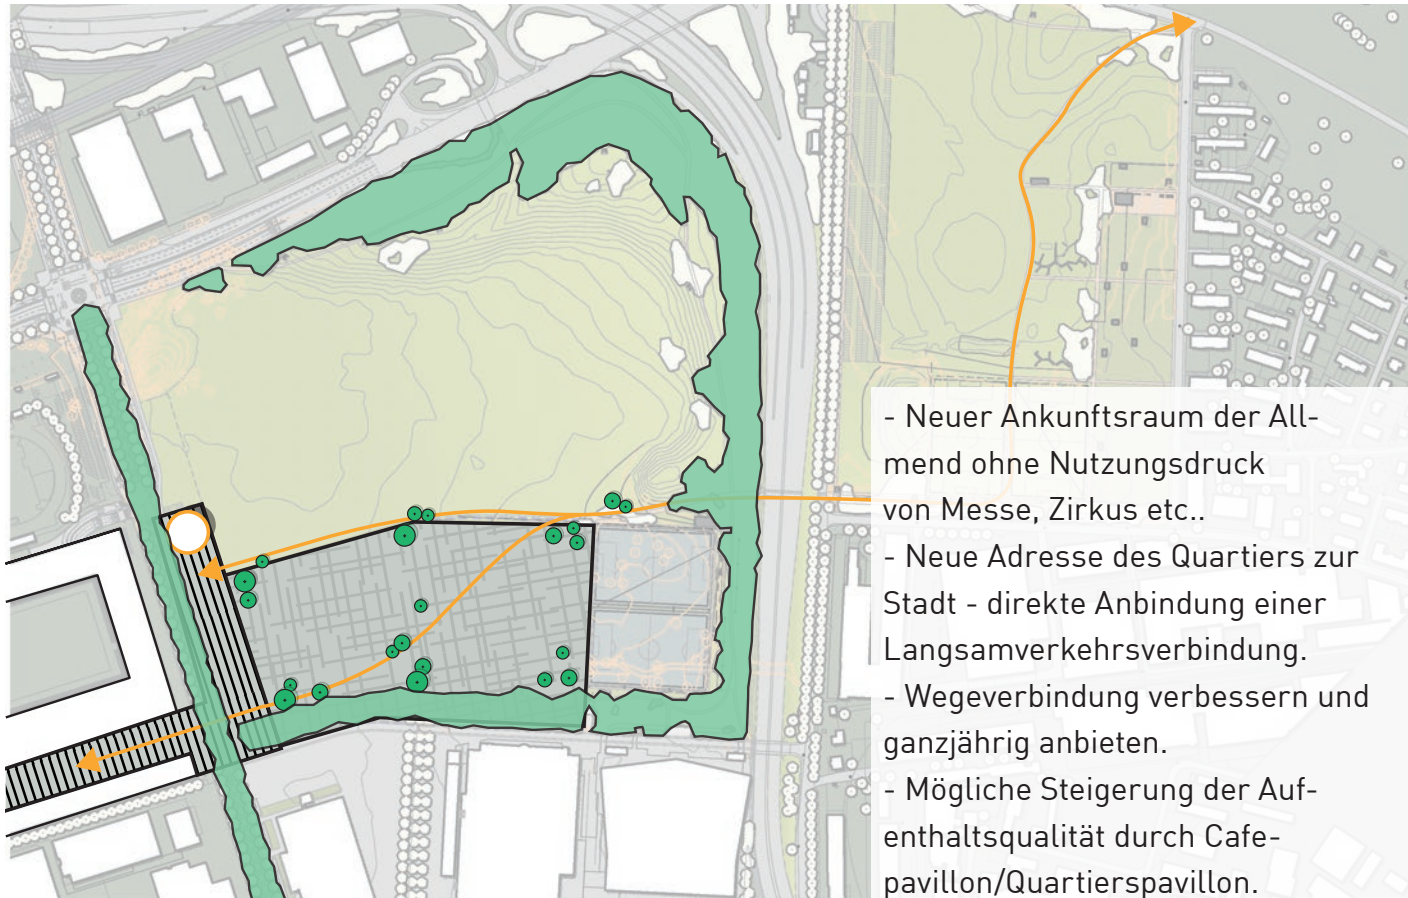 - Neuer Ankunftsraum der All-
mend ohne Nutzungsdruck
von Messe, Zirkus etc..
- Neue Adresse des Quartiers zur
Stadt - direkte Anbindung einer
Langsamverkehrsverbindung.
- Wegeverbindung verbessern und
ganzjährig anbieten.
- Mögliche Steigerung der Auf-
enthaltsqualität durch Cafe-
pavillon/Quartierspavillon.